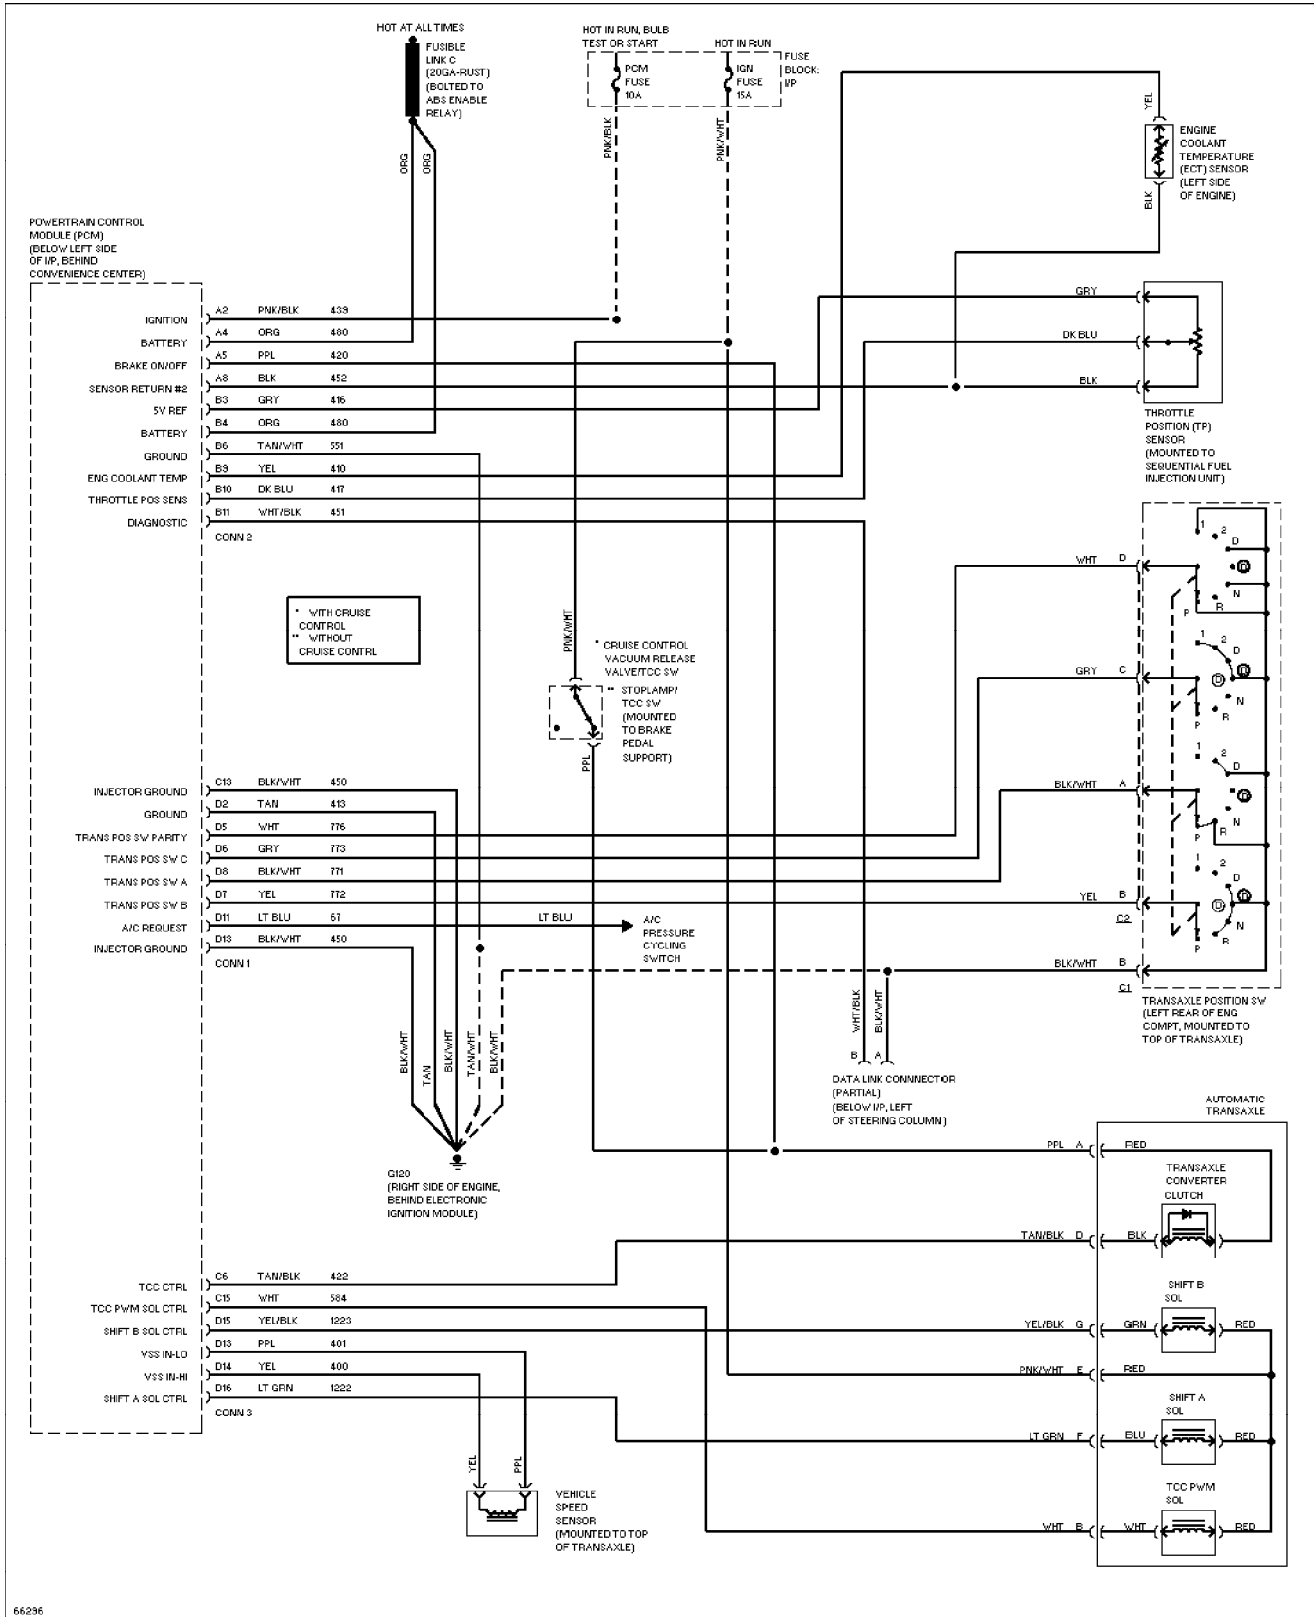 HOT AT ALL TIMES
FUSIBLE
LINK C
(20GA-RUST)
(BOLTED TO
ABS ENABLE
RELAY)
ORG
ORG
HOT IN RUN, BULB
TEST OR START
HOT IN RUN
PCM
FUSE
10A
IGN
FUSE
15A
FUSE
BLOCK:
I/P
PNK/BLK
PNK/WHT
YEL
ENGINE
COOLANT
TEMPERATURE
(ECT) SENSOR
(LEFT SIDE
OF ENGINE)
BLK
POWERTRAIN CONTROL
MODULE (PCM)
(BELOW LEFT SIDE
OF I/P, BEHIND
CONVENIENCE CENTER)
IGNITION A2 PNK/BLK 439
BATTERY A4 ORG 480
BRAKE ON/OFF A5 PPL 420
SENSOR RETURN #2 A8 BLK 452
5V REF B3 GRY 416
BATTERY B4 ORG 480
GROUND B6 TAN/WHT 551
ENG COOLANT TEMP B9 YEL 410
THROTTLE POS SENS B10 DK BLU 417
DIAGNOSTIC B11 WHT/BLK 451
CONN 2
GRY
DK BLU
BLK
THROTTLE
POSITION (TP)
SENSOR
(MOUNTED TO
SEQUENTIAL FUEL
INJECTION UNIT)
* WITH CRUISE
CONTROL
** WITHOUT
CRUISE CONTRL
PNK/WHT
* CRUISE CONTROL
VACUUM RELEASE
VALVE/TCC SW
** STOPLAMP/
TCC SW
(MOUNTED
TO BRAKE
PEDAL
SUPPORT)
PPL
WHT D
1 2 D D N R P
GRY C
1 2 D D D N R P
BLK/WHT A
1 2 D D N R P
YEL B
C2
1 2 D D D N R P
BLK/WHT B
C1
TRANSAXLE POSITION SW
(LEFT REAR OF ENG
COMPT, MOUNTED TO
TOP OF TRANSAXLE)
INJECTOR GROUND C13 BLK/WHT 450
GROUND D2 TAN 413
TRANS POS SW PARITY D5 WHT 776
TRANS POS SW C D6 GRY 773
TRANS POS SW A D8 BLK/WHT 771
TRANS POS SW B D7 YEL 772
A/C REQUEST D11 LT BLU 67
INJECTOR GROUND D13 BLK/WHT 450
CONN 1
LT BLU
A/C
PRESSURE
CYCLING
SWITCH
BLK/WHT
TAN
BLK/WHT
TAN/WHT
BLK/WHT
WHT/BLK
BLK/WHT
B A
DATA LINK CONNNECTOR
(PARTIAL)
(BELOW I/P, LEFT
OF STEERING COLUMN)
G120
(RIGHT SIDE OF ENGINE,
BEHIND ELECTRONIC
IGNITION MODULE)
AUTOMATIC
TRANSAXLE
PPL A RED
TRANSAXLE
CONVERTER
CLUTCH
TAN/BLK D BLK
SHIFT B
SOL
YEL/BLK G GRN RED
PNK/WHT E RED
SHIFT A
SOL
LT GRN F BLU RED
TCC PWM
SOL
WHT B WHT RED
TCC CTRL C6 TAN/BLK 422
TCC PWM SOL CTRL C15 WHT 584
SHIFT B SOL CTRL D15 YEL/BLK 1223
VSS IN-LO D13 PPL 401
VSS IN-HI D14 YEL 400
SHIFT A SOL CTRL D16 LT GRN 1222
CONN 3
YEL
PPL
VEHICLE
SPEED
SENSOR
(MOUNTED TO TOP
OF TRANSAXLE)
66296